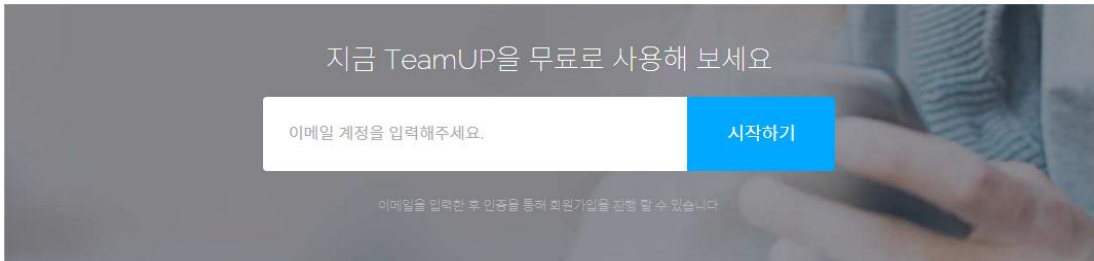 지금 TeamUP을 무료로 사용해 보세요
이메일 계정을 입력해주세요.
시작하기
이메일을 입력한 후 인증을 통해 회원가입을 진행 할 수 있습니다.